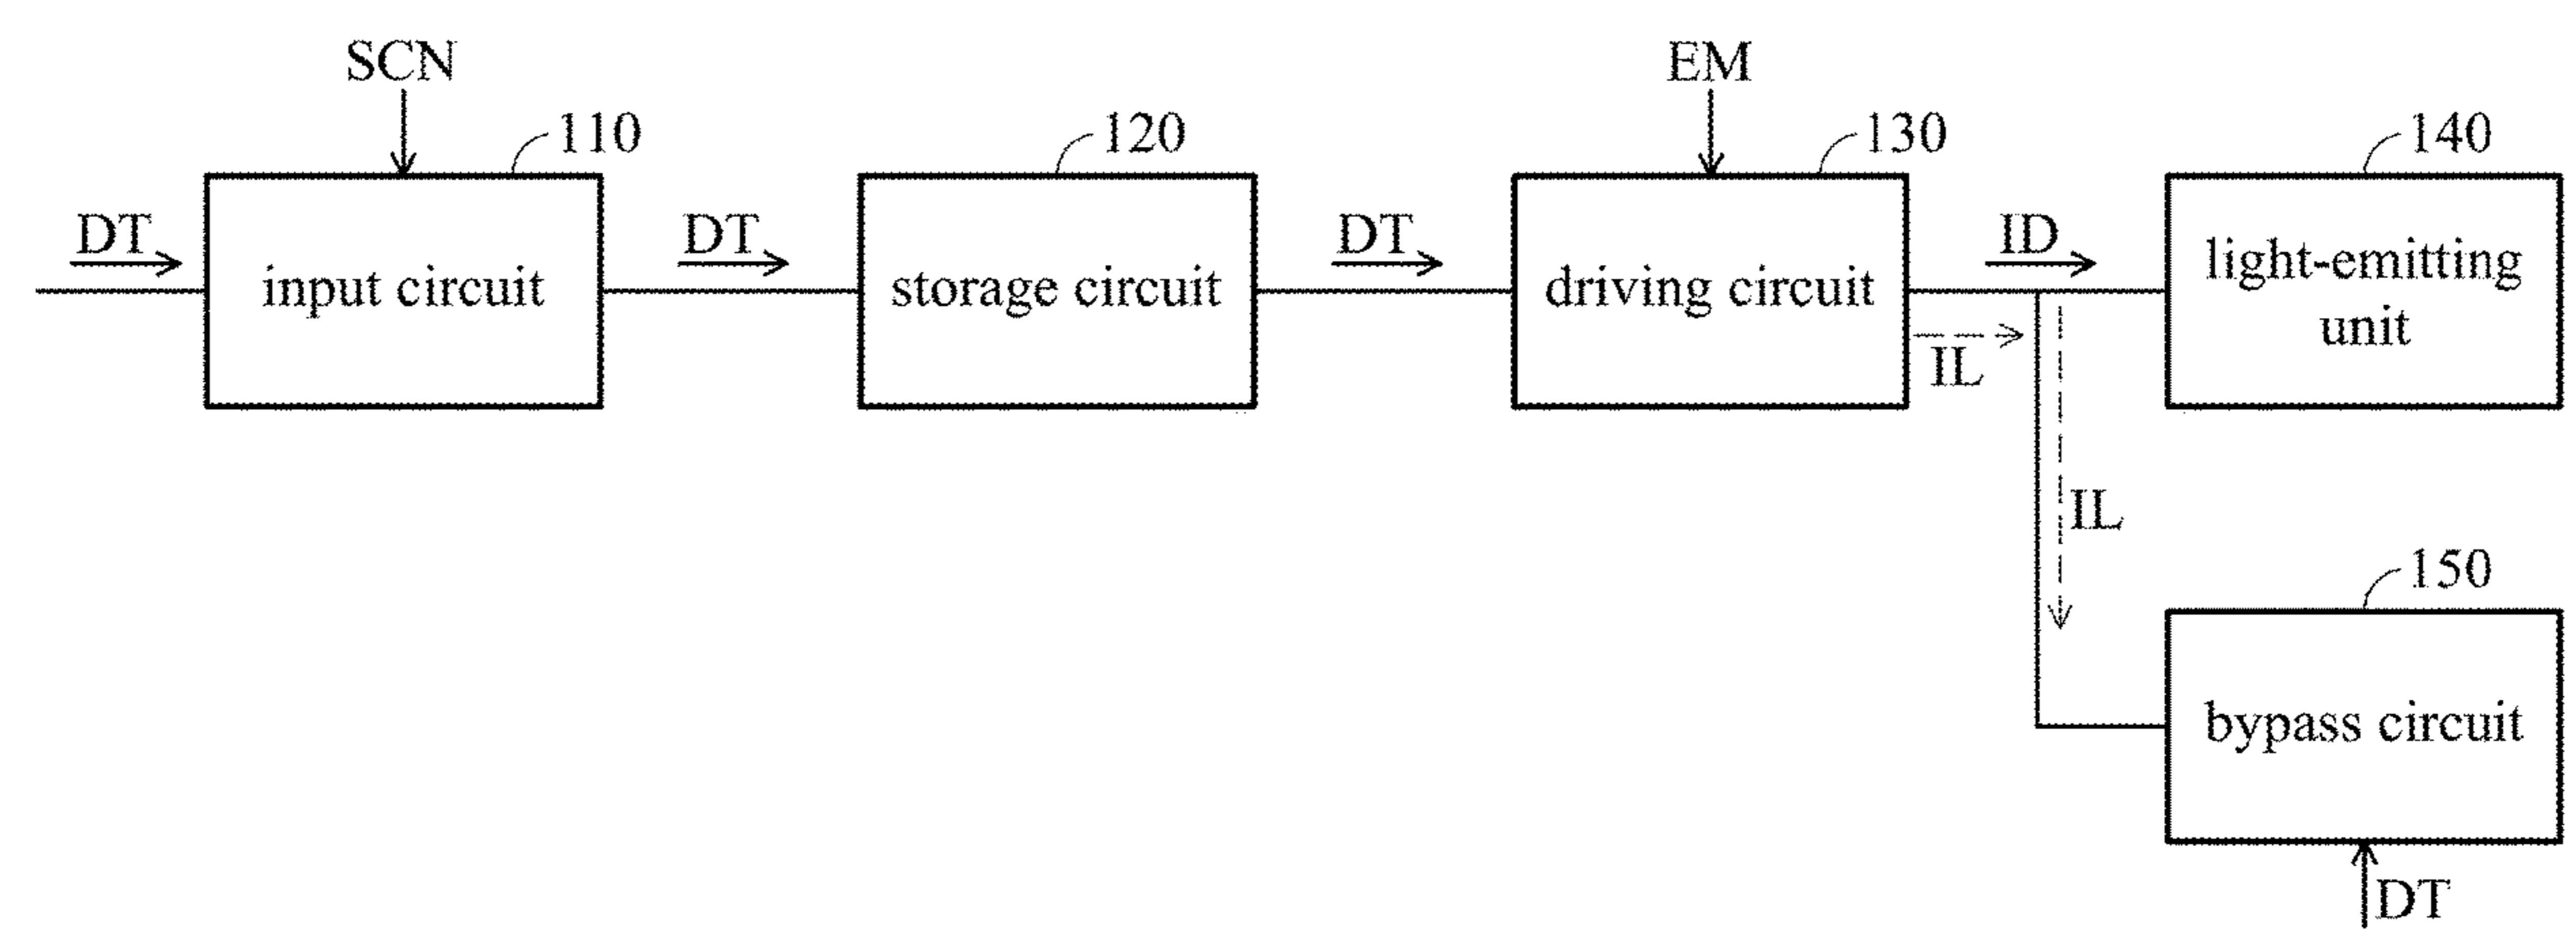 SCN
EM
110
120
130
140
DT
DT
DT
ID
input circuit
storage circuit
driving circuit
light-emitting
unit
IL
IL
150
bypass circuit
DT